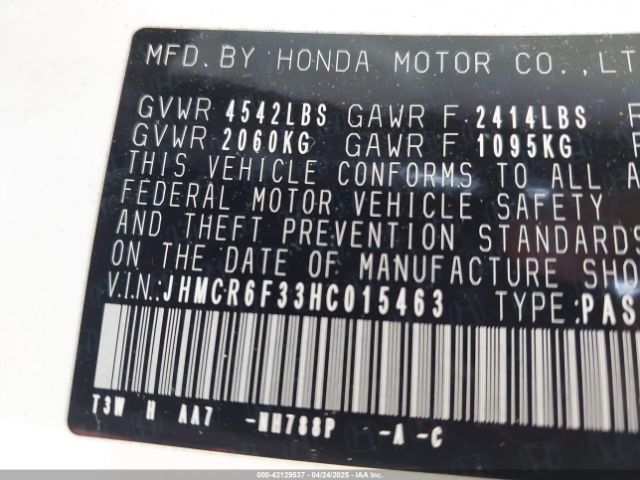 MFD. BY HONDA MOTOR CO., LT
GVWR 4542LBS GAWR F 2414LBS
GVWR 2060KG GAWR F 1095KG
THIS VEHICLE CONFORMS TO ALL A
FEDERAL MOTOR VEHICLE SAFETY
AND THEFT PREVENTION STANDARDS
ON THE DATE OF MANUFACTURE SHO
V.I.N.:JHMCR6F33HC015463 TYPE:PAS
T3W H AA7 -NH788P -A -C
000-42129537 - 04/24/2025 - IAA Inc.